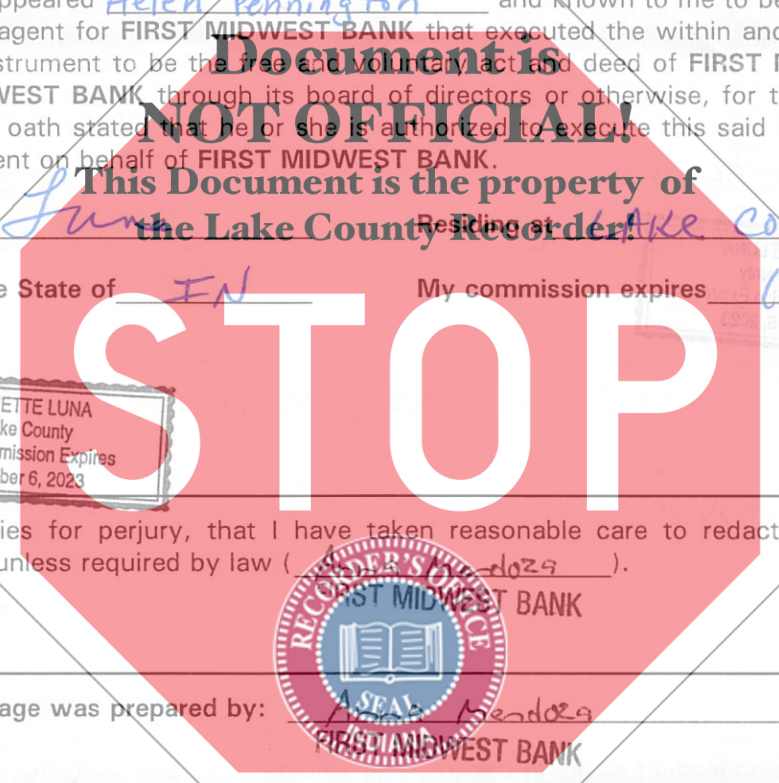 appeared Helen Pennington and known to me to be
agent for FIRST MIDWEST BANK that executed the within and
strument to be the free and voluntary act and deed of FIRST
WEST BANK through its board of directors or otherwise, for t
oath stated that he or she is authorized to execute this said
ent on behalf of FIRST MIDWEST BANK.
Document is
NOT OFFICIAL!
This Document is the property of
the Lake County Recorder!
Luna Residing at LAKE CO
e State of IN My commission expires
STOP
ETTE LUNA
ke County
mission Expires
ber 6, 2023
ies for perjury, that I have taken reasonable care to redact
unless required by law ( Anna Mendoza ).
FIRST MIDWEST BANK
RECORDER'S OFFICE
SEAL
INDIANA
age was prepared by: Anna Mendoza
FIRST MIDWEST BANK